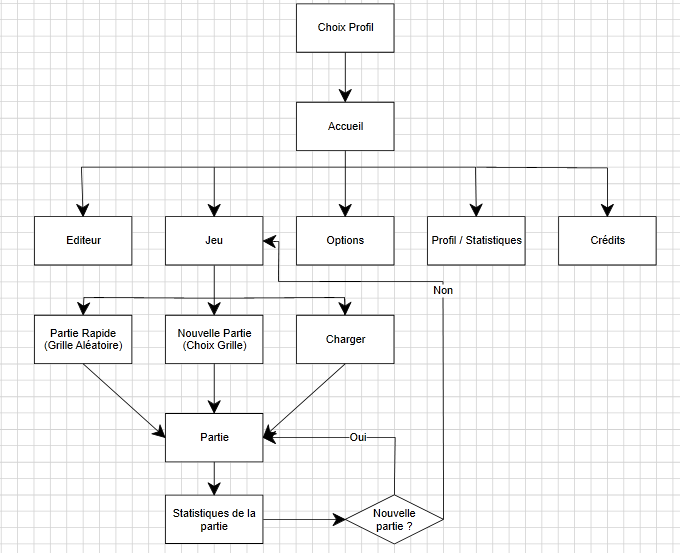 Choix Profil
Accueil
Editeur
Jeu
Options
Profil / Statistiques
Crédits
Non
Partie Rapide
(Grille Aléatoire)
Nouvelle Partie
(Choix Grille)
Charger
Partie
Oui
Statistiques de la
partie
Nouvelle
partie ?